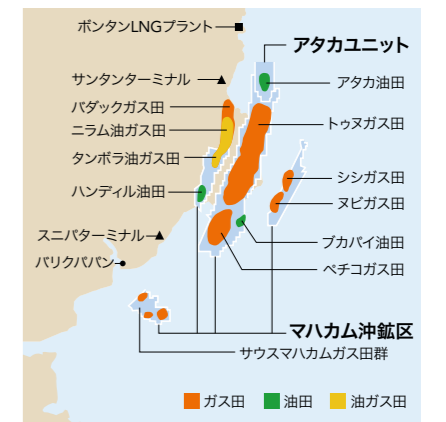 ボンタンLNGプラント
アタカユニット
サンタンターミナル
アタカ油田
バダックガス田
トゥヌガス田
ニラム油ガス田
タンボラ油ガス田
シシガス田
ハンディル油田
ヌビガス田
スニパターミナル
ブカパイ油田
バリクパパン
ペチコガス田
マハカム沖鉱区
サウスマハカムガス田群
ガス田
油田
油ガス田